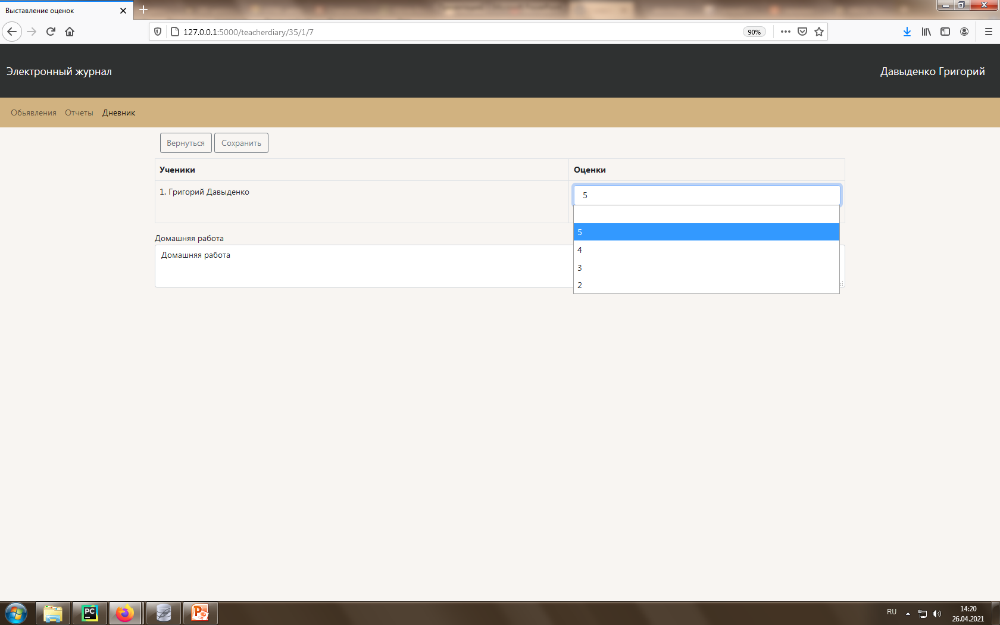 Выставление оценок
127.0.0.1:5000/teacherdiary/35/1/7
90%
Электронный журнал
Давыденко Григорий
Обьявления Отчеты Дневник
Вернуться Сохранить
Ученики Оценки
1. Григорий Давыденко
5
5
4
3
2
Домашняя работа
Домашняя работа
PC
P
RU
14:20
26.04.2021